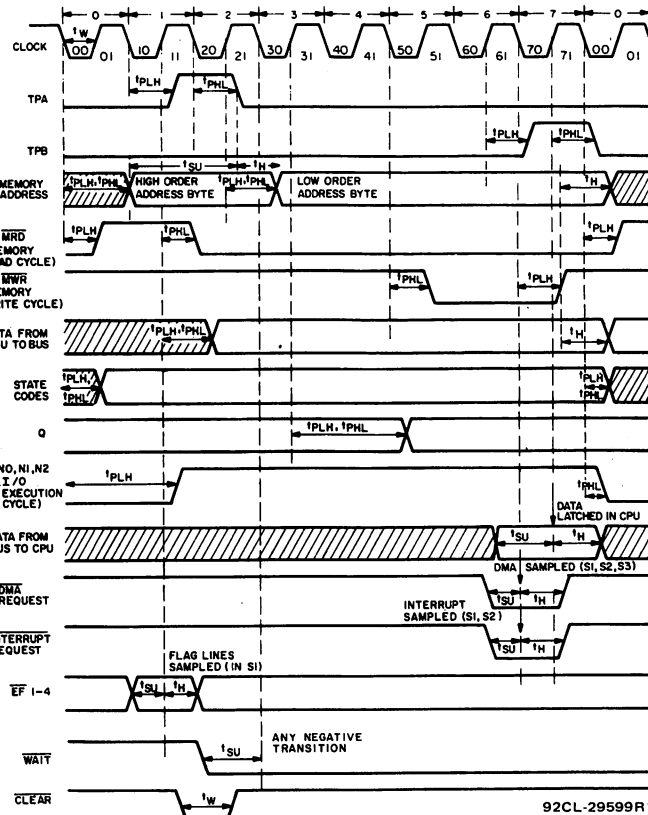 0 1 2 3 4 5 6 7 0
CLOCK tW 00 01 10 11 20 21 30 31 40 41 50 51 60 61 70 71 00 01
TPA tPLH tPHL
TPB tPLH tPHL
tSU tH
MEMORY ADDRESS tPLH, tPHL HIGH ORDER ADDRESS BYTE tPLH, tPHL LOW ORDER ADDRESS BYTE tH
MRD
EMORY
AD CYCLE) tPLH tPHL tPLH
MWR
EMORY
ITE CYCLE) tPHL tPLH
ATA FROM
U TO BUS tPLH, tPHL tH
STATE
CODES tPLH, tPHL tPLH tPHL
Q tPLH, tPHL
NO, N1, N2
I/O
EXECUTION
CYCLE) tPLH tPHL
DATA
LATCHED IN CPU
ATA FROM
US TO CPU tSU tH
DMA SAMPLED (S1, S2, S3)
DMA
REQUEST tSU tH
INTERRUPT
SAMPLED (S1, S2)
TERRUPT
EQUEST tSU tH
FLAG LINES
SAMPLED (IN S1)
EF 1-4 tSU tH
ANY NEGATIVE
TRANSITION
WAIT tSU
CLEAR tW
92CL-29599R